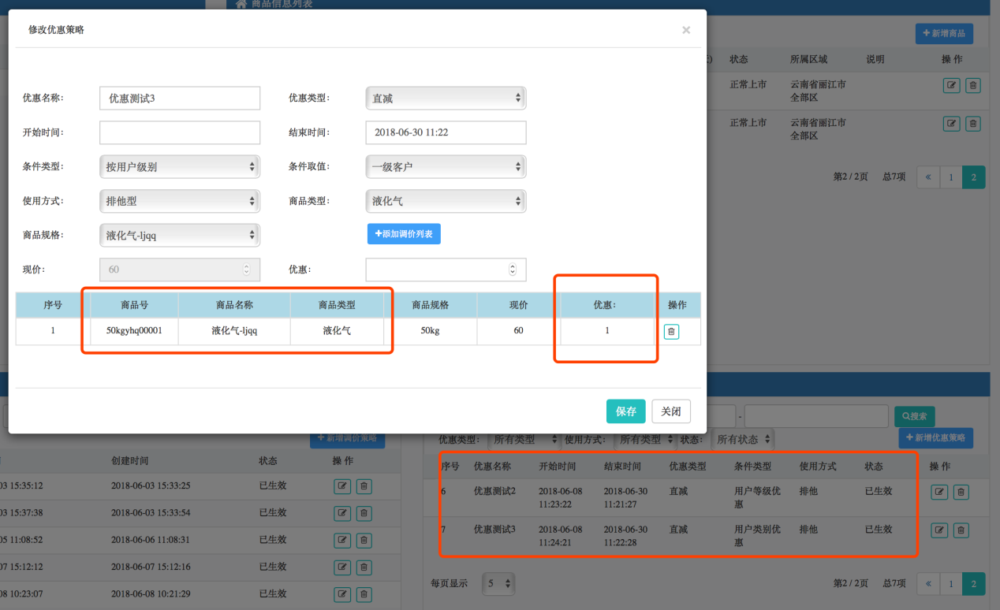 商品信息列表
修改优惠策略
×
+新增商品
状态 所属区域 说明 操 作
优惠名称: 优惠测试3 优惠类型: 直减
正常上市 云南省丽江市
全部区
开始时间: 结束时间: 2018-06-30 11:22
正常上市 云南省丽江市
全部区
条件类型: 按用户级别 条件取值: 一级客户
第2 / 2页 总7项 « 1 2
使用方式: 排他型 商品类型: 液化气
商品规格: 液化气-ljqq +添加调价列表
现价: 60 优惠:
序号 商品号 商品名称 商品类型 商品规格 现价 优惠: 操作
1 50kgyhq00001 液化气-ljqq 液化气 50kg 60 1
保存 关闭
- 搜索
+新增调价策略 优惠类型: 所有类型 使用方式: 所有类型 状态: 所有状态 +新增优惠策略
创建时间 状态 操 作
03 15:35:12 2018-06-03 15:33:25 已生效
03 15:37:38 2018-06-03 15:33:54 已生效
05 11:08:52 2018-06-06 11:08:31 已生效
07 15:12:12 2018-06-07 15:12:16 已生效
08 10:23:07 2018-06-08 10:21:29 已生效
序号 优惠名称 开始时间 结束时间 优惠类型 条件类型 使用方式 状态 操 作
6 优惠测试2 2018-06-08 2018-06-30 直减 用户等级优 排他 已生效
11:23:22 11:21:27 惠
7 优惠测试3 2018-06-08 2018-06-30 直减 用户类别优 排他 已生效
11:24:21 11:22:28 惠
每页显示 5 第2 / 2页 总7项 « 1 2